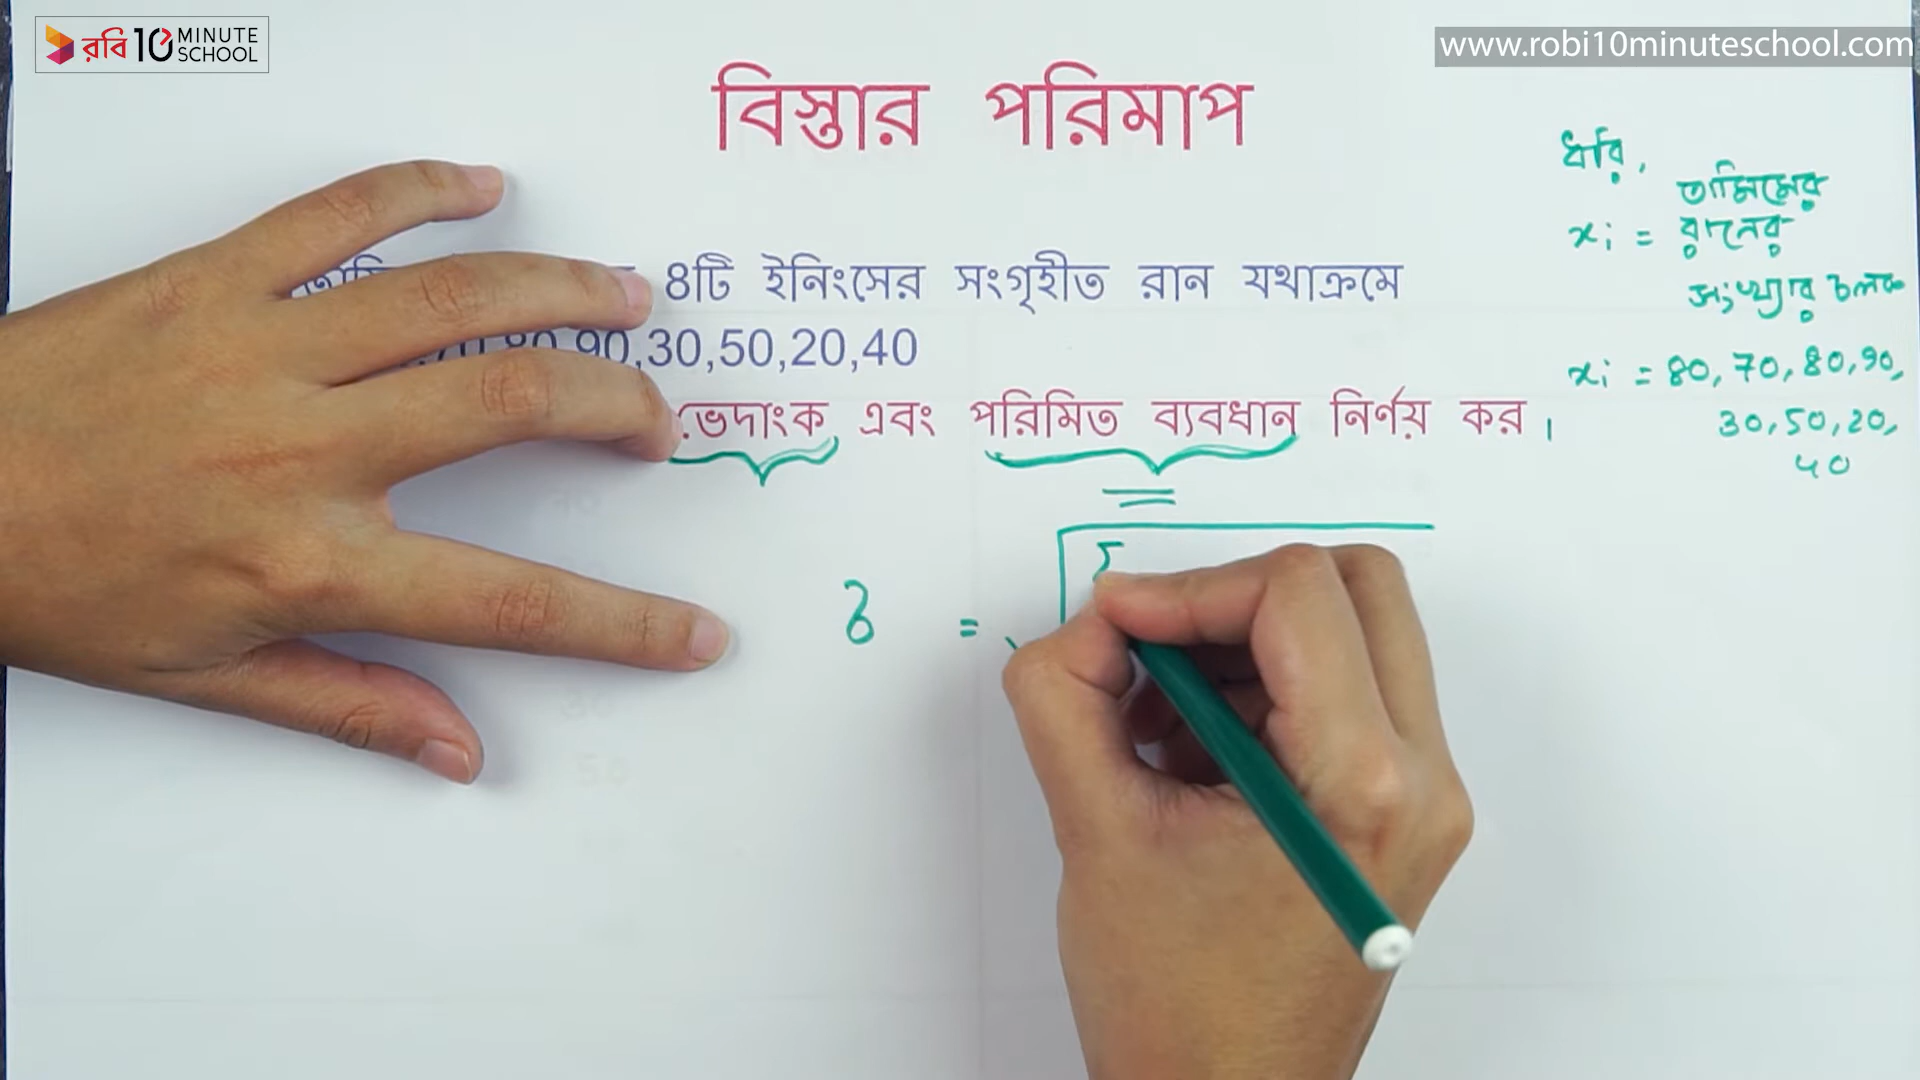 রবি 10 MINUTE SCHOOL
www.robi10minuteschool.com
বিস্তার পরিমাপ
8টি ইনিংসের সংগৃহীত রান যথাক্রমে
90,30,50,20,40
ভেদাংক এবং পরিমিত ব্যবধান নির্ণয় কর।
ধরি,
তামিমের
xi = রানের
সংখ্যার চলক
xi = 80, 70, 80, 90,
30, 50, 20,
40
=